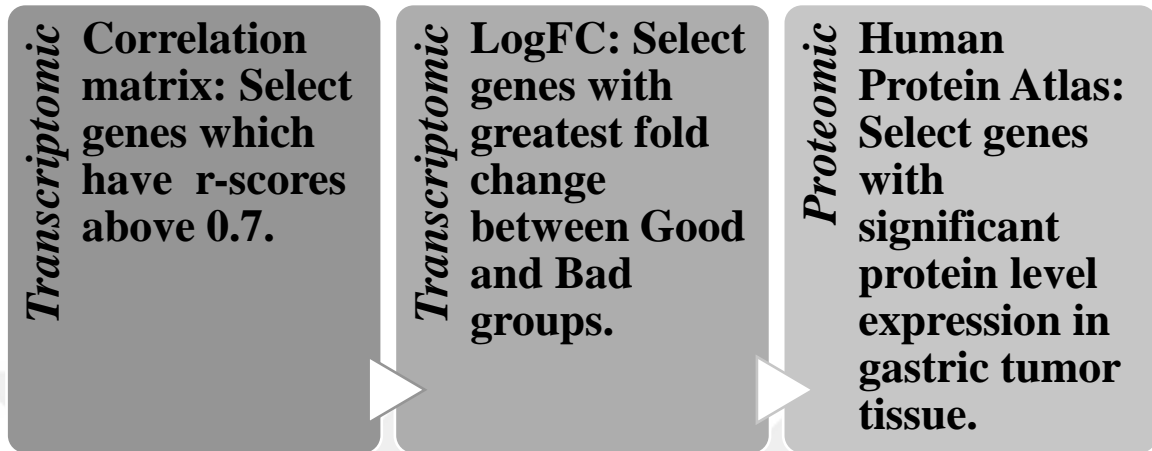 Transcriptomic
Correlation
matrix: Select
genes which
have  r-scores
above 0.7.
Transcriptomic
LogFC: Select
genes with
greatest fold
change
between Good
and Bad
groups.
Proteomic
Human
Protein Atlas:
Select genes
with
significant
protein level
expression in
gastric tumor
tissue.